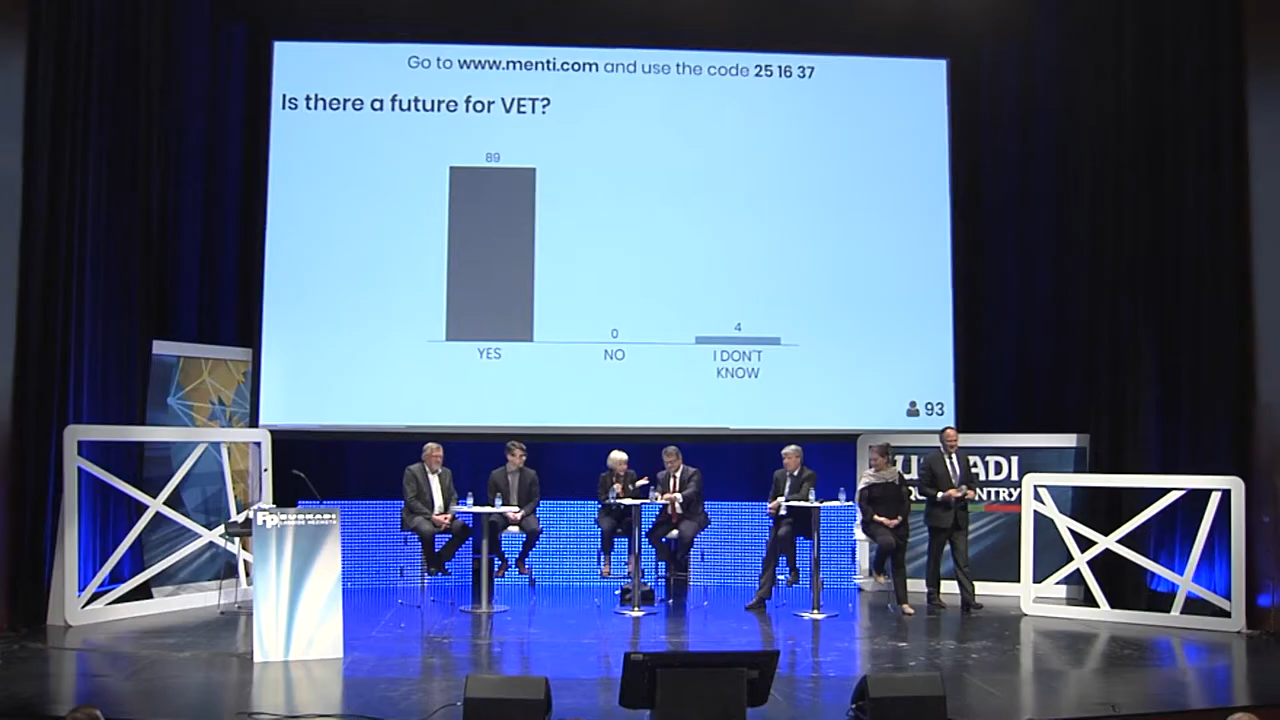 Go to www.menti.com and use the code 25 16 37
Is there a future for VET?
89
0
4
YES
NO
I DON'T
KNOW
93
EUSKADI